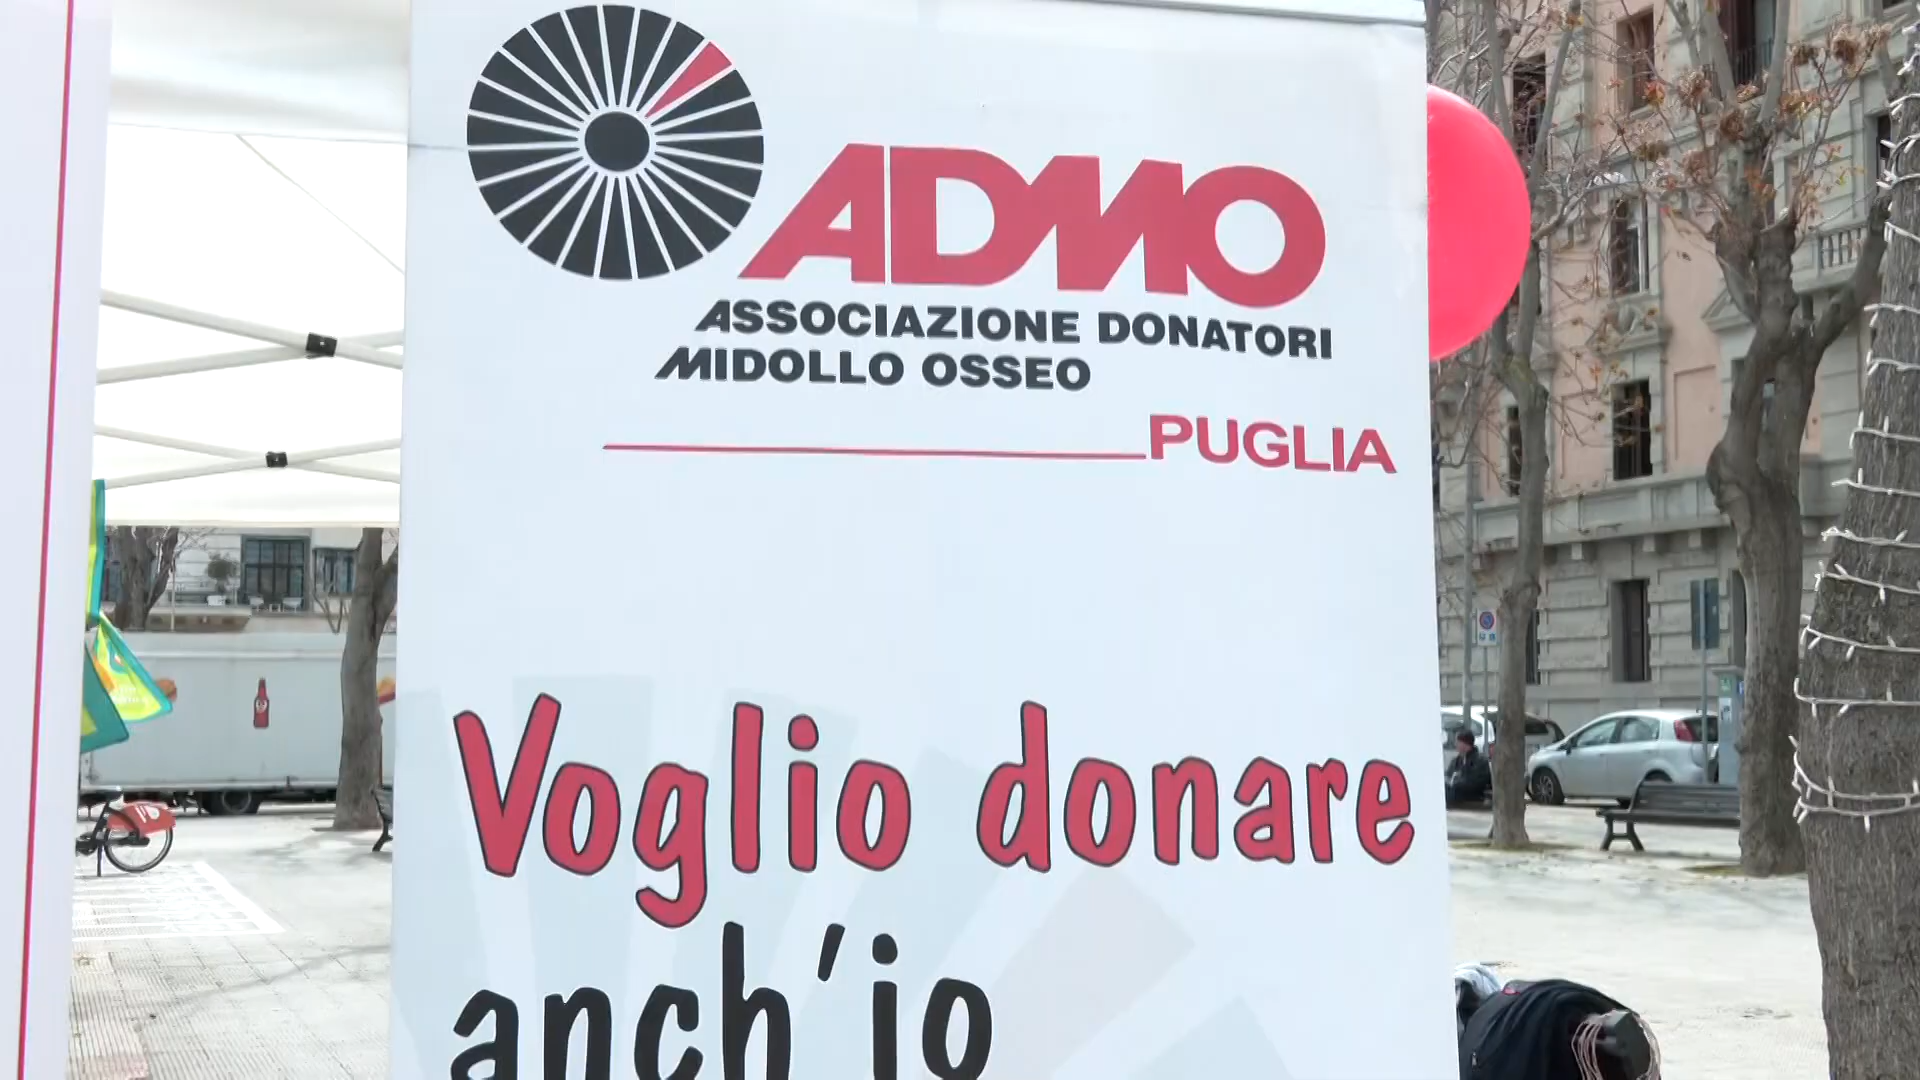 ADMO
ASSOCIAZIONE DONATORI
MIDOLLO OSSEO
PUGLIA
Voglio donare
anch'io